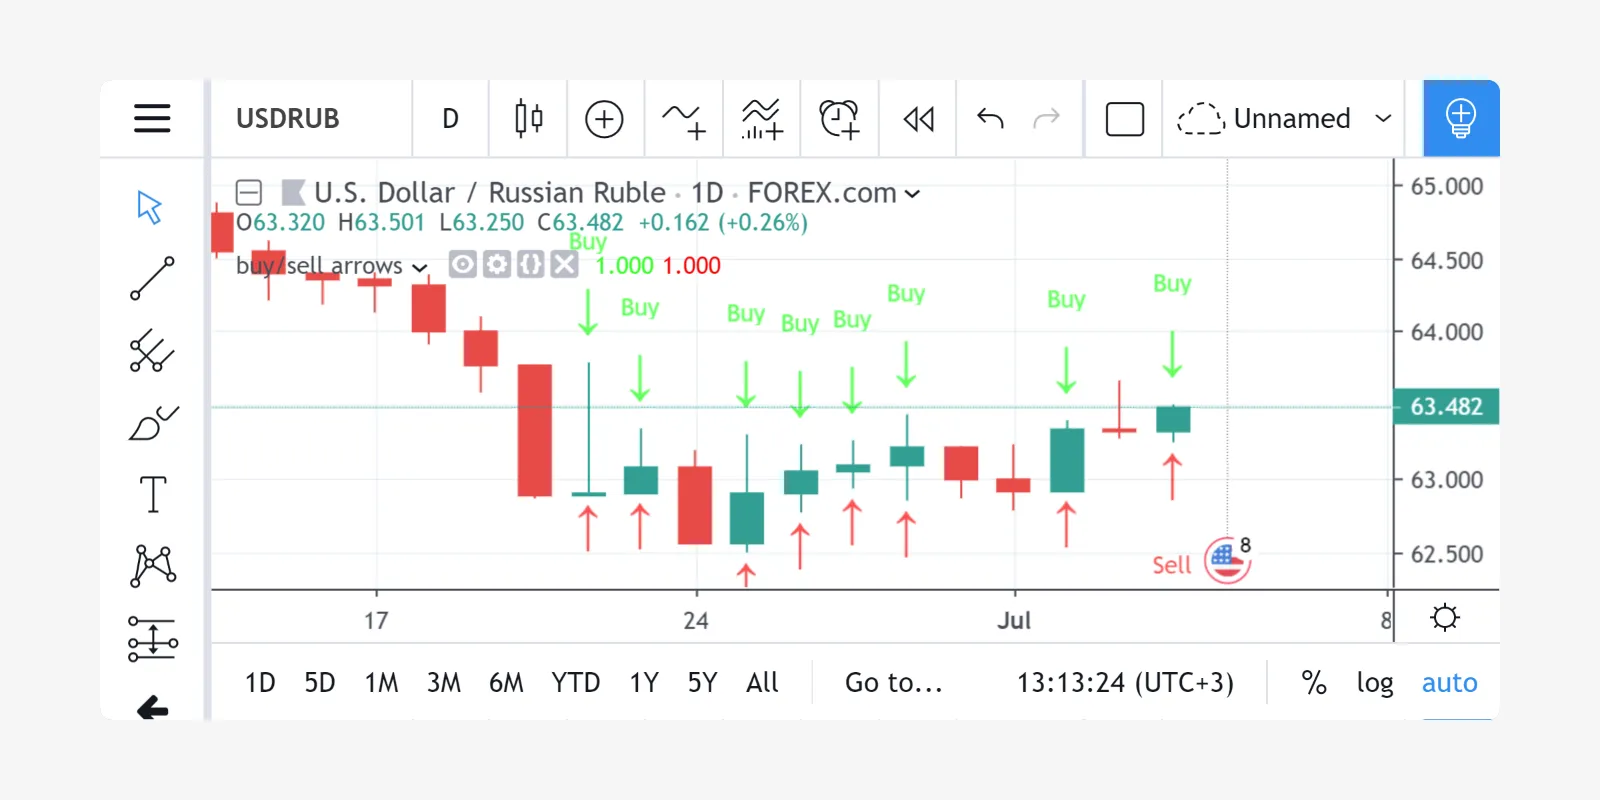 USDRUB D Unnamed
U.S. Dollar / Russian Ruble · 1D · FOREX.com
O63.320 H63.501 L63.250 C63.482 +0.162 (+0.26%)
buy/sell arrows {} 1.000 1.000
Buy
Buy
Buy
Buy
Buy
Buy
Buy
Buy
Sell
8
65.000
64.500
64.000
63.482
63.000
62.500
17 24 Jul 8
1D 5D 1M 3M 6M YTD 1Y 5Y All Go to... 13:13:24 (UTC+3) % log auto